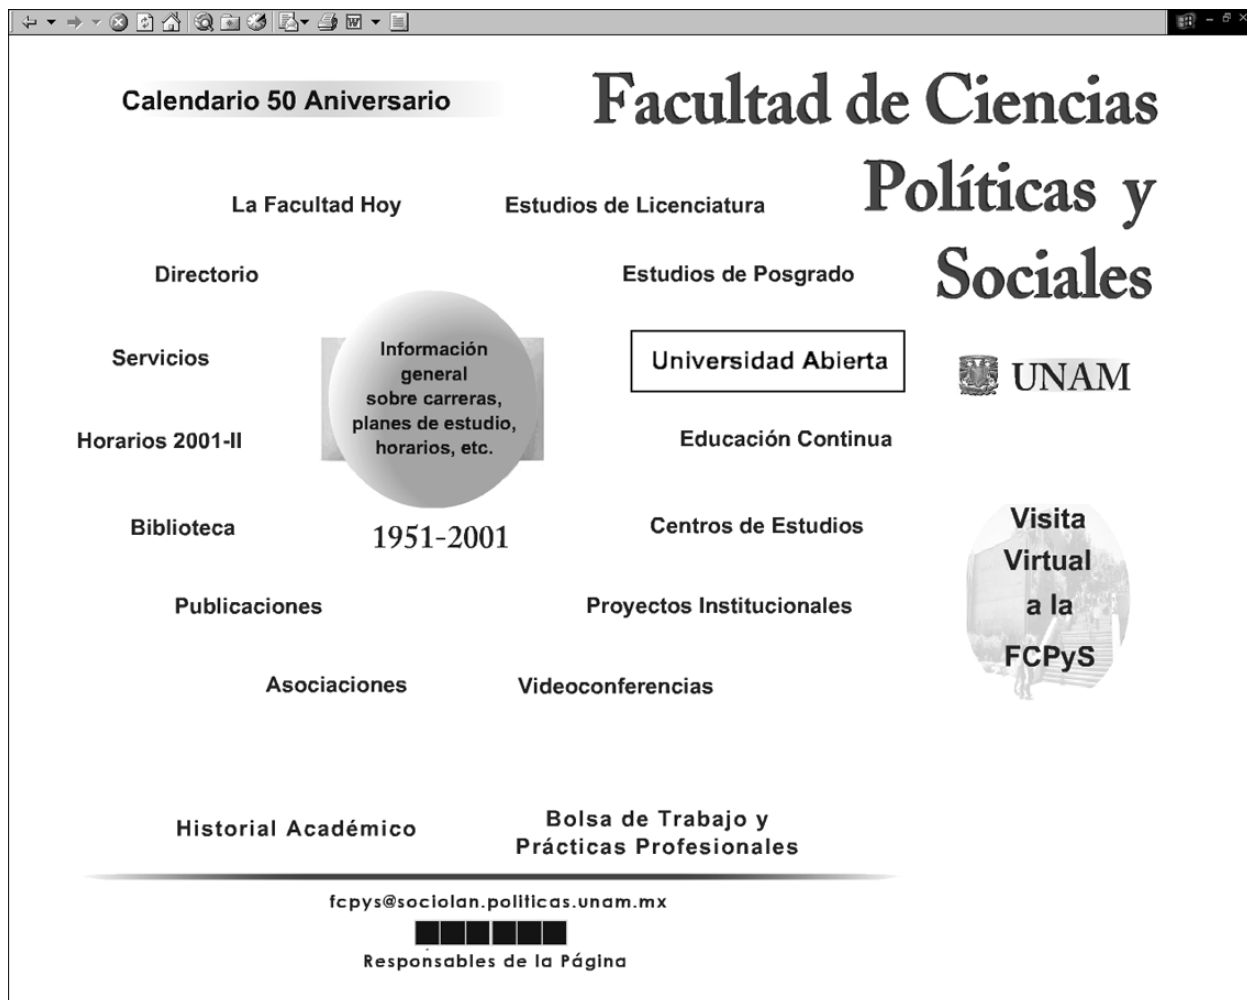 Calendario 50 Aniversario
Facultad de Ciencias
Políticas y
Sociales
La Facultad Hoy
Estudios de Licenciatura
Directorio
Estudios de Posgrado
Servicios
Información
general
sobre carreras,
planes de estudio,
horarios, etc.
Universidad Abierta
UNAM
Horarios 2001-II
Educación Continua
Biblioteca
1951-2001
Centros de Estudios
Visita
Virtual
a la
FCPyS
Publicaciones
Proyectos Institucionales
Asociaciones
Videoconferencias
Historial Académico
Bolsa de Trabajo y
Prácticas Profesionales
fcpys@sociolan.politicas.unam.mx
Responsables de la Página